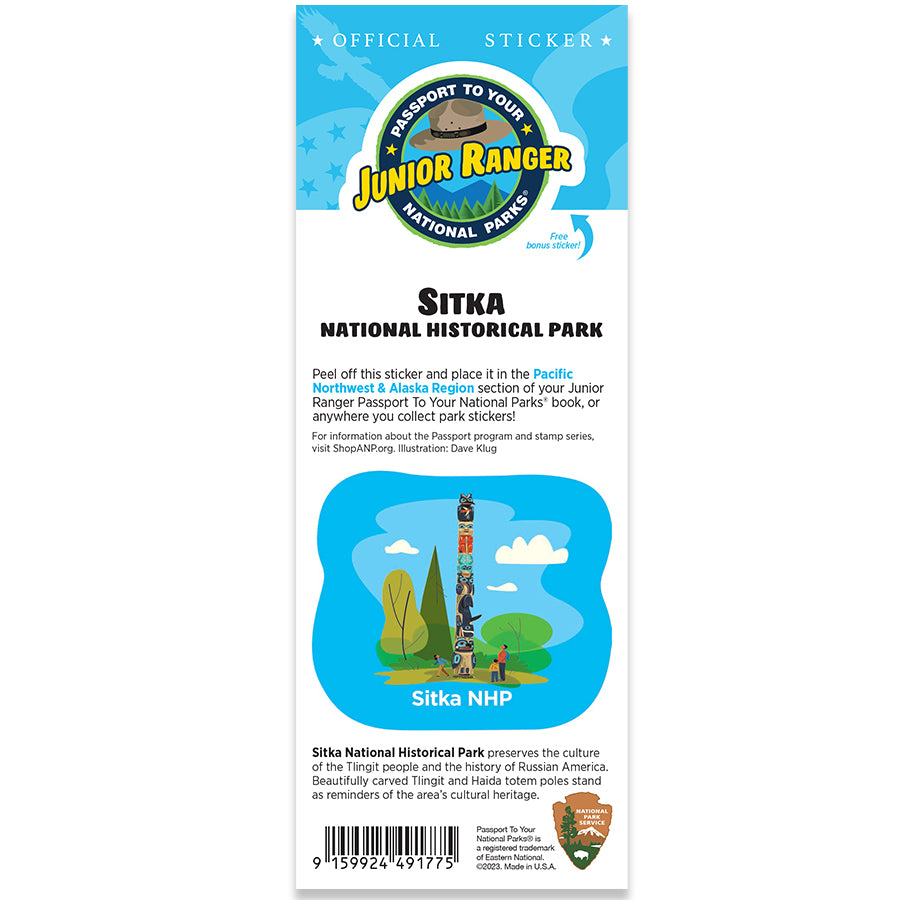 ★ OFFICIAL STICKER ★
PASSPORT TO YOUR
JUNIOR RANGER
NATIONAL PARKS®
Free
bonus sticker!
SITKA
NATIONAL HISTORICAL PARK
Peel off this sticker and place it in the Pacific
Northwest & Alaska Region section of your Junior
Ranger Passport To Your National Parks® book, or
anywhere you collect park stickers!
For information about the Passport program and stamp series,
visit ShopANP.org. Illustration: Dave Klug
Sitka NHP
Sitka National Historical Park preserves the culture
of the Tlingit people and the history of Russian America.
Beautifully carved Tlingit and Haida totem poles stand
as reminders of the area's cultural heritage.
NATIONAL
PARK
SERVICE
9 159924 491775
Passport To Your
National Parks® is
a registered trademark
of Eastern National.
©2023. Made in U.S.A.